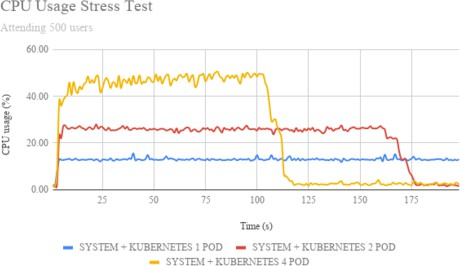 CPU Usage Stress Test
Attending 500 users
60.00
40.00
20.00
0.00
CPU usage (%)
25 50 75 100 125 150 175
Time (s)
SYSTEM + KUBERNETES 1 POD SYSTEM + KUBERNETES 2 POD
SYSTEM + KUBERNETES 4 POD